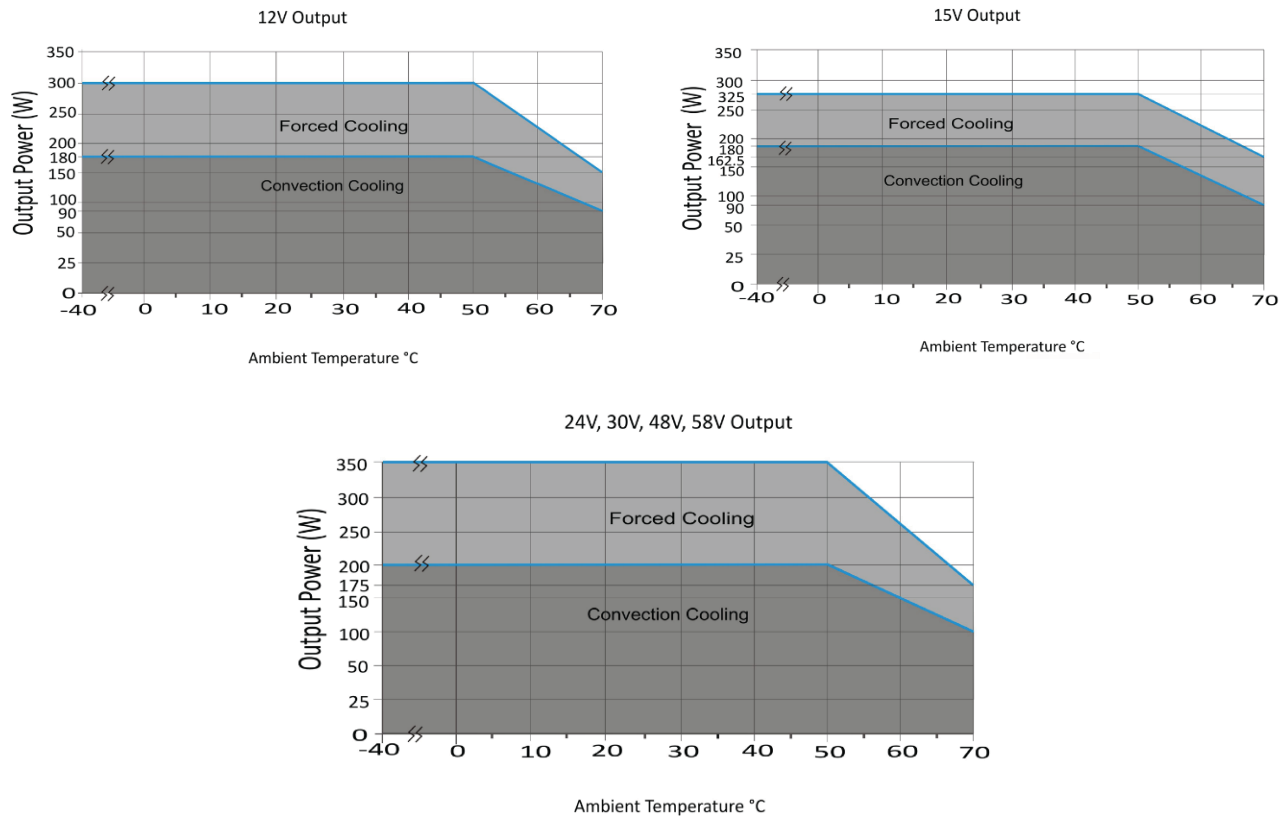 12V Output
350
300
250
200
180
150
100
90
50
25
0
Output Power (W)
Forced Cooling
Convection Cooling
-40 0 10 20 30 40 50 60 70
Ambient Temperature °C
15V Output
350
300
325
250
200
180
162.5
150
100
90
50
25
0
Output Power (W)
Forced Cooling
Convection Cooling
-40 0 10 20 30 40 50 60 70
Ambient Temperature °C
24V, 30V, 48V, 58V Output
350
300
250
200
175
150
100
50
25
0
Output Power (W)
Forced Cooling
Convection Cooling
-40 0 10 20 30 40 50 60 70
Ambient Temperature °C